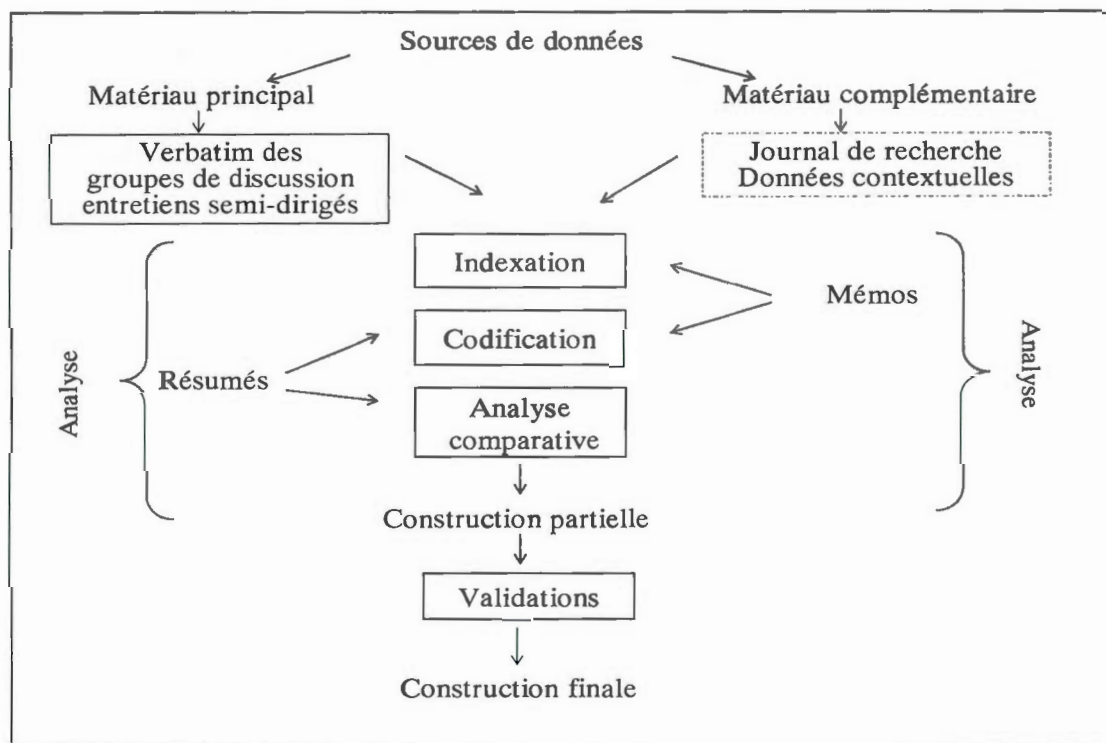 Sources de données
Matériau principal
Matériau complémentaire
Verbatim des
groupes de discussion
entretiens semi-dirigés
Journal de recherche
Données contextuelles
Indexation
Mémos
Codification
Analyse
Résumés
Analyse
Analyse
comparative
Construction partielle
Validations
Construction finale